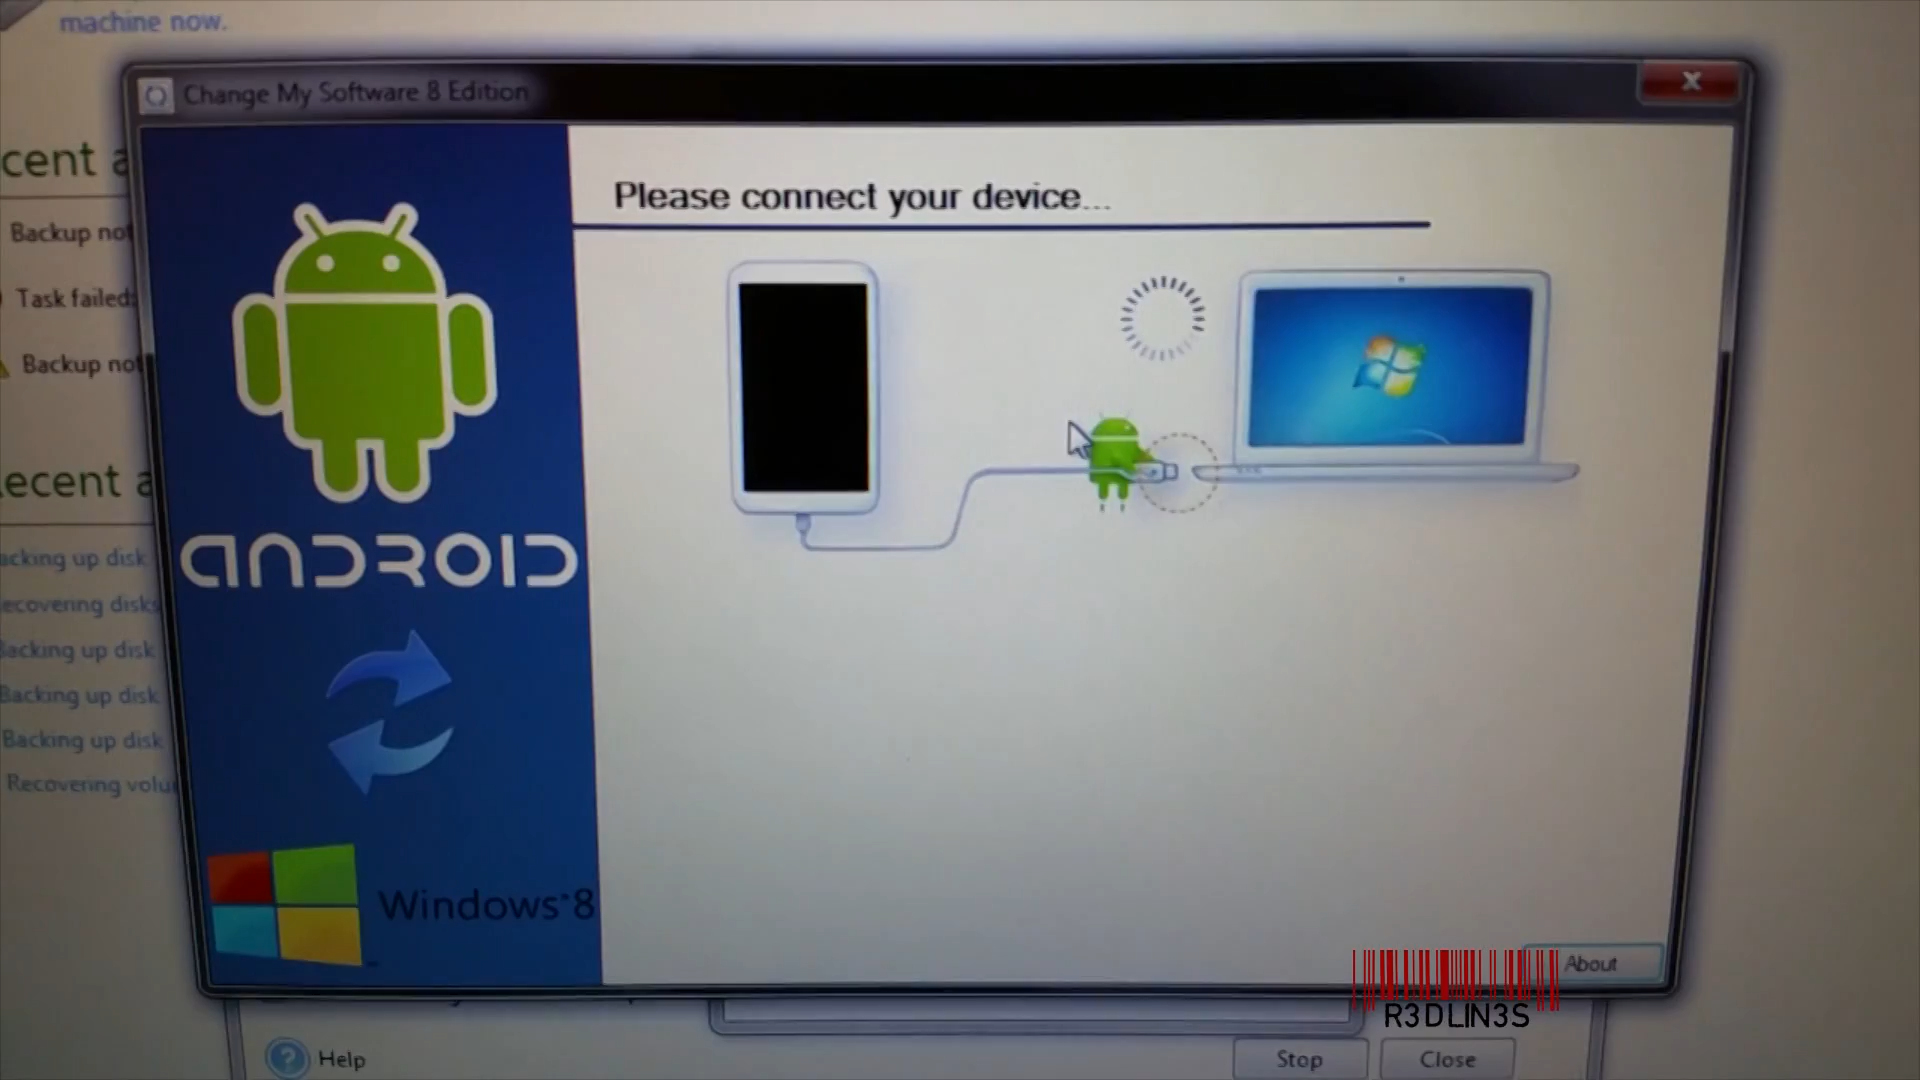 machine now.
Change My Software 8 Edition
cent a
Please connect your device...
Backup not
Task failed:
Backup not
ANDROID
ecent a
acking up disk
ecovering disks
Backing up disk
Backing up disk
Backing up disk
Recovering volu
Windows 8
About
R3DLIN3S
Help
Stop
Close